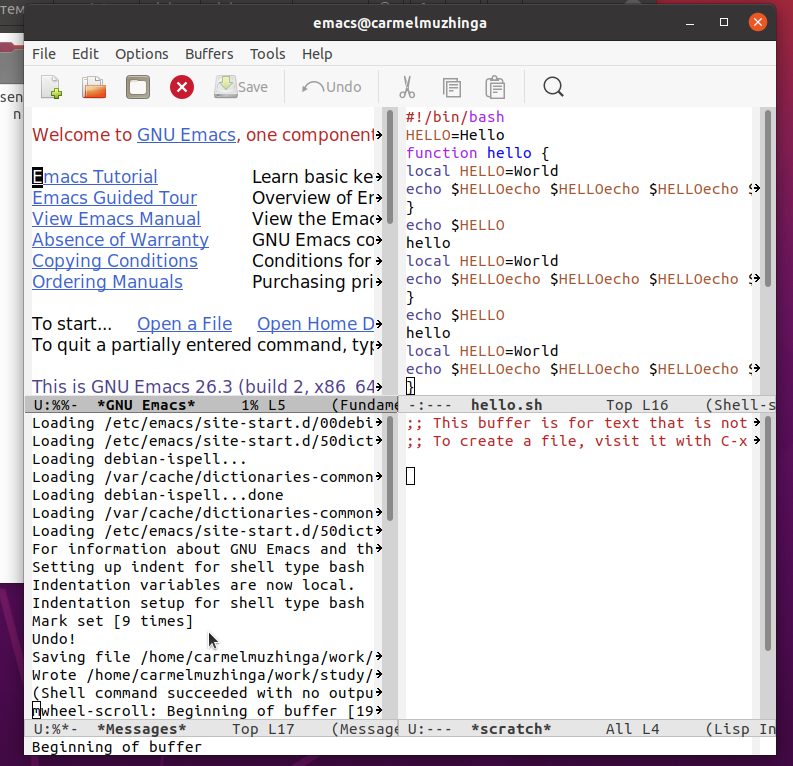 тем
emacs@carmelmuzhinga
File Edit Options Buffers Tools Help
Save Undo
sen
n
Welcome to GNU Emacs, one component
Emacs Tutorial Learn basic ke
Emacs Guided Tour Overview of Em
View Emacs Manual View the Emac
Absence of Warranty GNU Emacs co
Copying Conditions Conditions for
Ordering Manuals Purchasing pri
To start... Open a File Open Home D
To quit a partially entered command, typ
This is GNU Emacs 26.3 (build 2, x86_64
U:%%- *GNU Emacs* 1% L5 (Fundame
#!/bin/bash
HELLO=Hello
function hello {
local HELLO=World
echo $HELLOecho $HELLOecho $HELLOecho $
}
echo $HELLO
hello
local HELLO=World
echo $HELLOecho $HELLOecho $HELLOecho $
}
echo $HELLO
hello
local HELLO=World
echo $HELLOecho $HELLOecho $HELLOecho $
}
-:--- hello.sh Top L16 (Shell-s
Loading /etc/emacs/site-start.d/00debi
Loading /etc/emacs/site-start.d/50dict
Loading debian-ispell...
Loading /var/cache/dictionaries-common
Loading debian-ispell...done
Loading /var/cache/dictionaries-common
Loading /etc/emacs/site-start.d/50dict
For information about GNU Emacs and th
Setting up indent for shell type bash
Indentation variables are now local.
Indentation setup for shell type bash
Mark set [9 times]
Undo!
Saving file /home/carmelmuzhinga/work/
Wrote /home/carmelmuzhinga/work/study/
(Shell command succeeded with no outpu
mwheel-scroll: Beginning of buffer [19
U:%*- *Messages* Top L17 (Message
;; This buffer is for text that is not
;; To create a file, visit it with C-x
U:--- *scratch* All L4 (Lisp In
Beginning of buffer